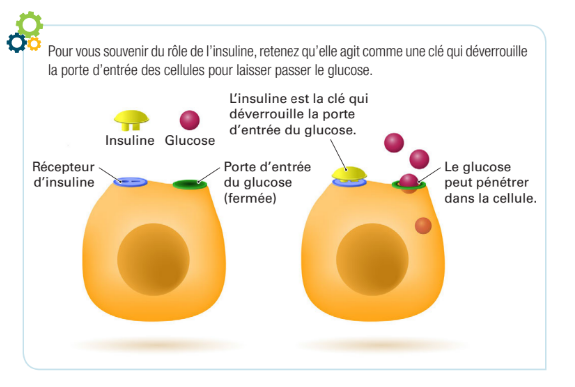 Pour vous souvenir du rôle de l'insuline, retenez qu'elle agit comme une clé qui déverrouille
la porte d'entrée des cellules pour laisser passer le glucose.
L'insuline est la clé qui
déverrouille la porte
d'entrée du glucose.
Insuline
Glucose
Récepteur
d'insuline
Porte d'entrée
du glucose
(fermée)
Le glucose
peut pénétrer
dans la cellule.